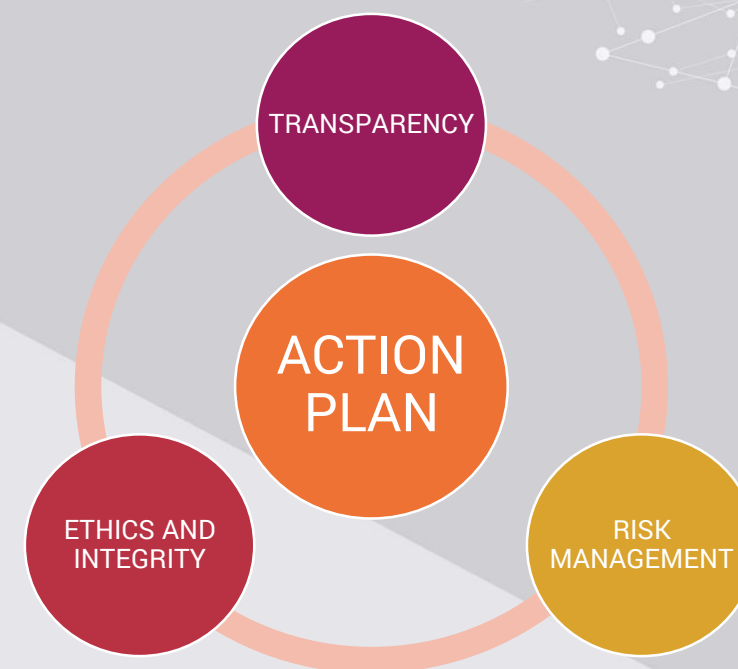 TRANSPARENCY
ACTION
PLAN
ETHICS AND
INTEGRITY
RISK
MANAGEMENT